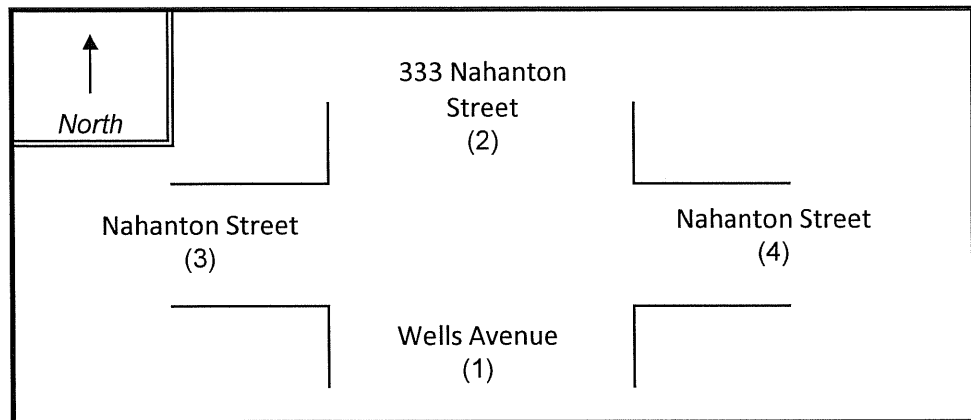 North
333 Nahanton
Street
(2)
Nahanton Street
(3)
Nahanton Street
(4)
Wells Avenue
(1)